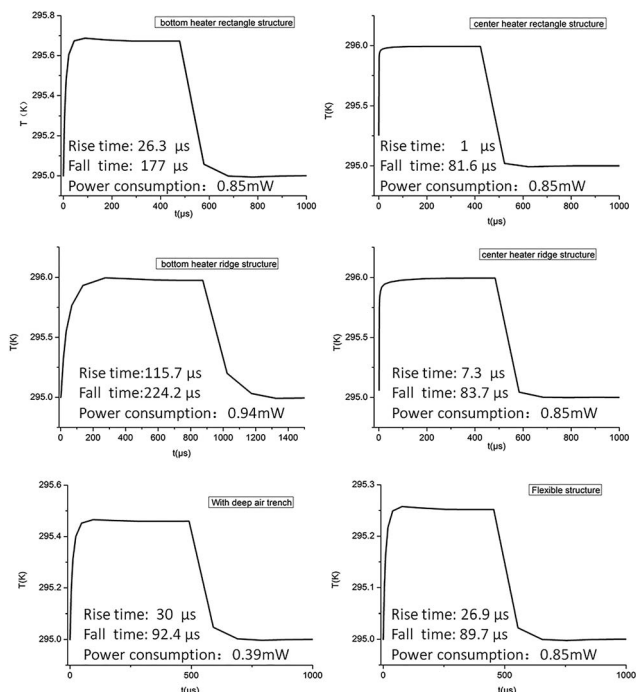 bottom heater rectangle structure
295.8
295.6
295.4
295.2
295.0
T（K）
Rise time: 26.3 μs
Fall time: 177 μs
Power consumption：0.85mW
0 200 400 600 800 1000
t(μs)
center heater rectangle structure
296.0
295.5
295.0
T(K)
Rise time: 1 μs
Fall time: 81.6 μs
Power consumption：0.85mW
0 200 400 600 800 1000
t(μs)
bottom heater ridge structure
296.0
295.5
295.0
T(K)
Rise time:115.7 μs
Fall time:224.2 μs
Power consumption：0.94mW
0 200 400 600 800 1000 1200 1400
t(μs)
center heater ridge structure
296.0
295.5
295.0
T(K)
Rise time: 7.3 μs
Fall time: 83.7 μs
Power consumption：0.85mW
0 200 400 600 800 1000
t(μs)
With deep air trench
295.6
295.4
295.2
295.0
T(K)
Rise time: 30 μs
Fall time: 92.4 μs
Power consumption：0.39mW
0 500 1000
t(μs)
Flexible structure
295.3
295.2
295.1
295.0
T(K)
Rise time: 26.9 μs
Fall time: 89.7 μs
Power consumption：0.85mW
0 500 1000
t(μs)